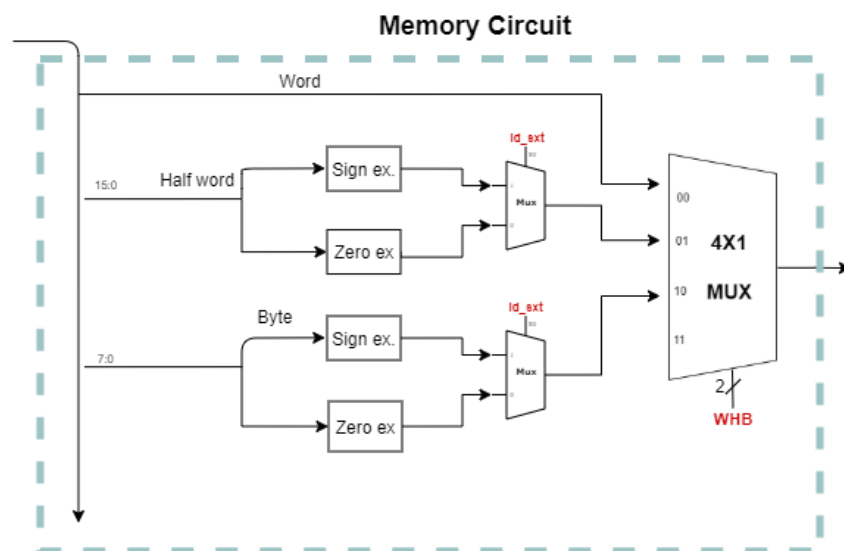 Memory Circuit
Word
ld_ext
Sign ex.
Half word
15:0
Mux
00
Zero ex
01
4X1
10
MUX
ld_ext
Byte
Sign ex.
11
7:0
Mux
2
WHB
Zero ex